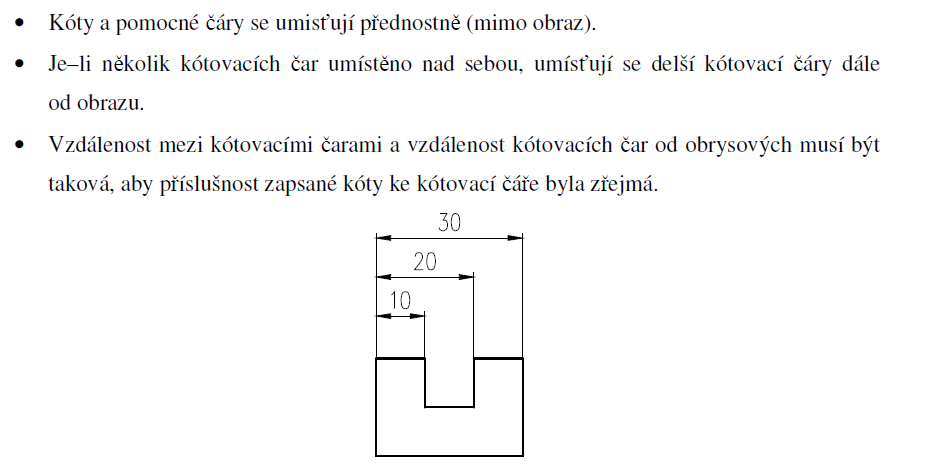 • Kóty a pomocné čáry se umisťují přednostně (mimo obraz).
• Je–li několik kótovacích čar umístěno nad sebou, umísťují se delší kótovací čáry dále
od obrazu.
• Vzdálenost mezi kótovacími čarami a vzdálenost kótovacích čar od obrysových musí být
taková, aby příslušnost zapsané kóty ke kótovací čáře byla zřejmá.
30
20
10